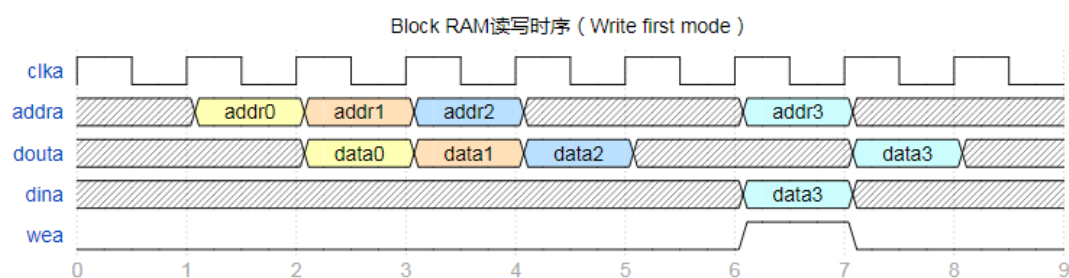 Block RAM读写时序（Write first mode）
clka
addra addr0 addr1 addr2 addr3
douta data0 data1 data2 data3
dina data3
wea
0 1 2 3 4 5 6 7 8 9